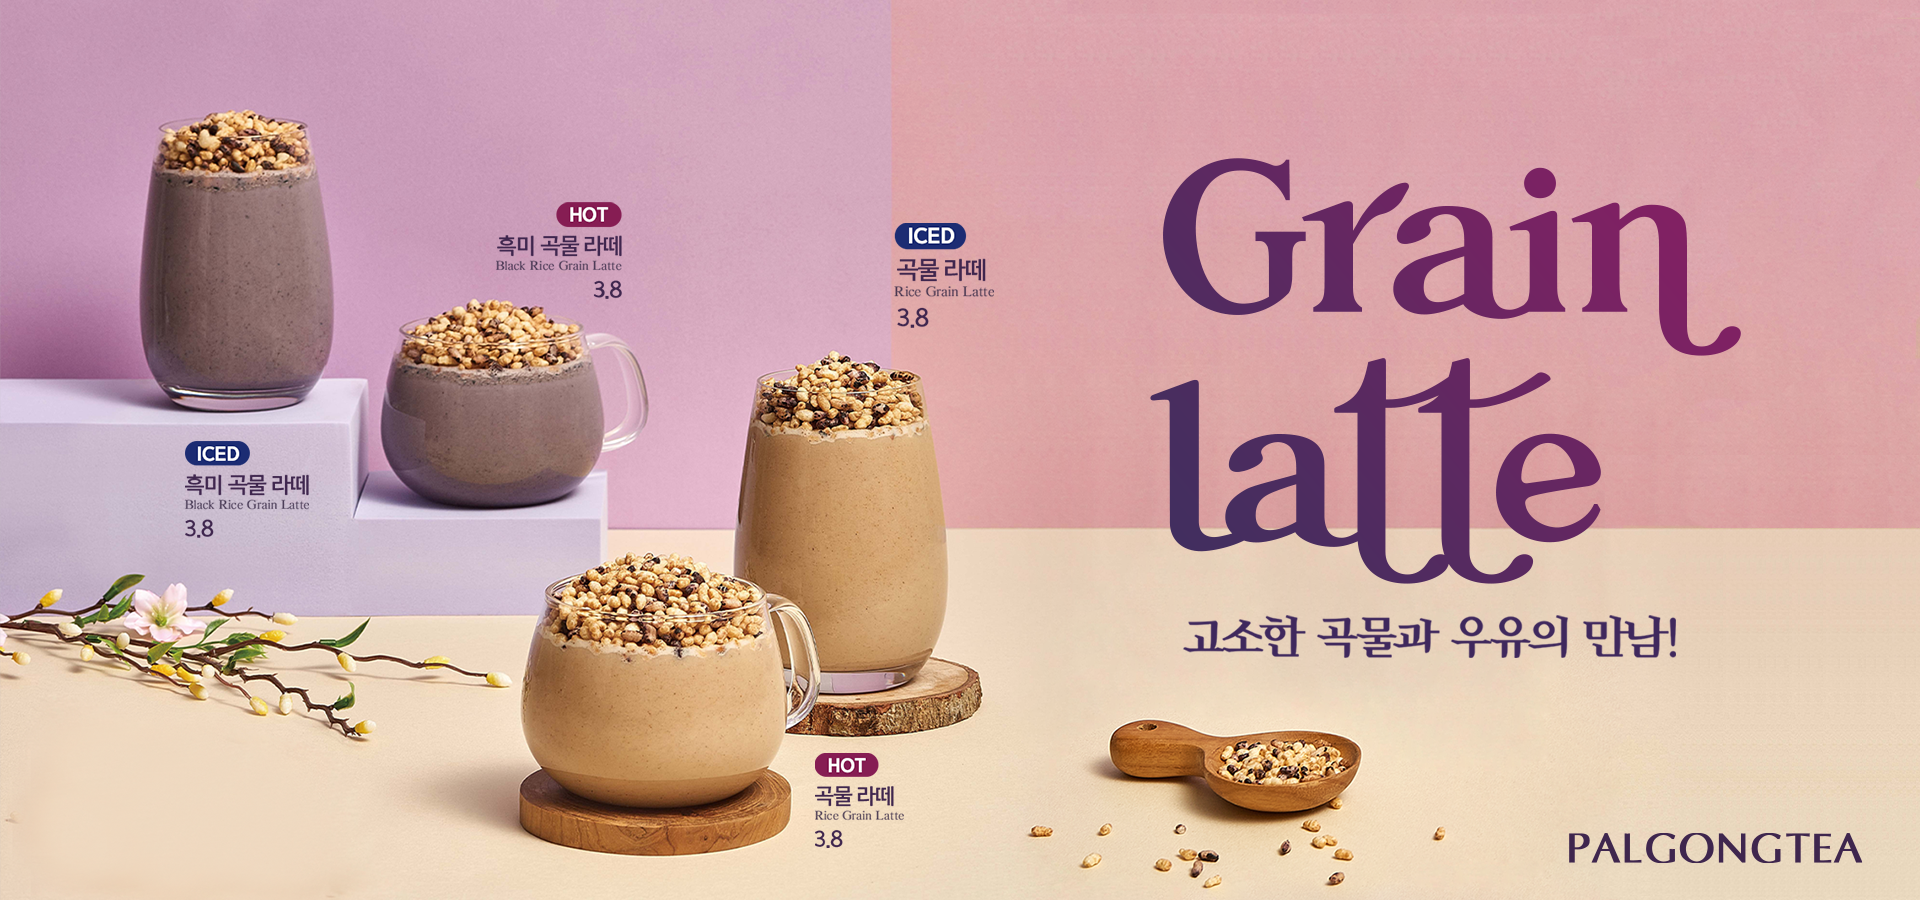 Grain
latte
고소한 곡물과 우유의 만남!
HOT
흑미 곡물 라떼
Black Rice Grain Latte
3.8
ICED
곡물 라떼
Rice Grain Latte
3.8
ICED
흑미 곡물 라떼
Black Rice Grain Latte
3.8
HOT
곡물 라떼
Rice Grain Latte
3.8
PALGONGTEA